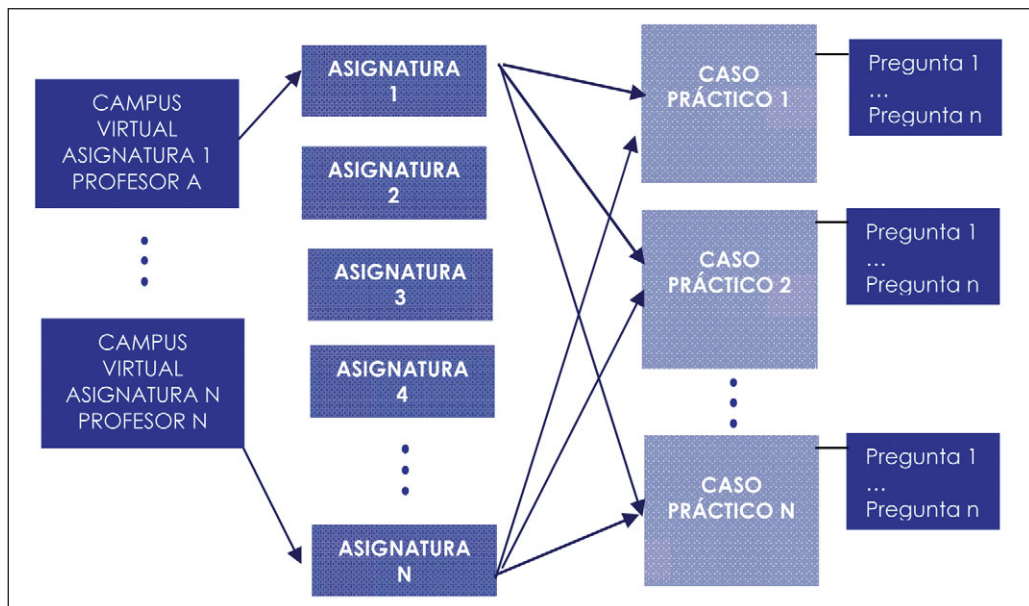 CAMPUS
VIRTUAL
ASIGNATURA 1
PROFESOR A
CAMPUS
VIRTUAL
ASIGNATURA N
PROFESOR N
ASIGNATURA
1
ASIGNATURA
2
ASIGNATURA
3
ASIGNATURA
4
ASIGNATURA
N
CASO
PRÁCTICO 1
Pregunta 1
...
Pregunta n
CASO
PRÁCTICO 2
Pregunta 1
...
Pregunta n
CASO
PRÁCTICO N
Pregunta 1
...
Pregunta n